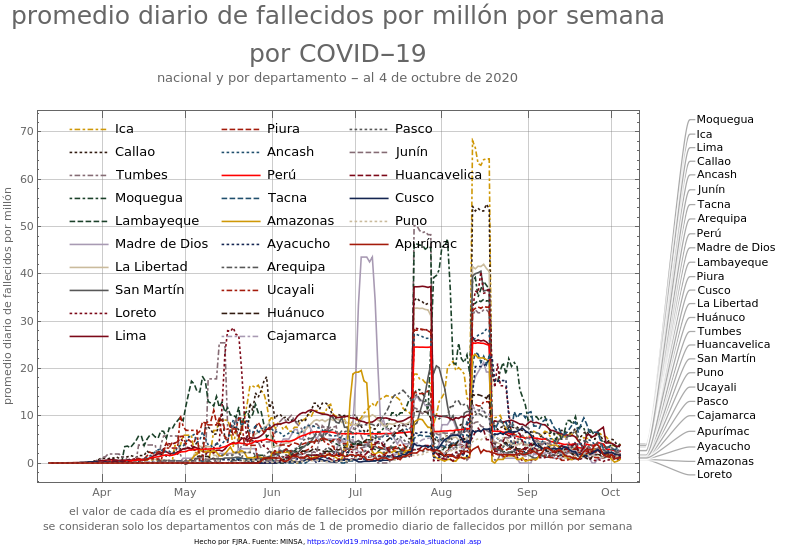 promedio diario de fallecidos por millón por semana
por COVID−19
nacional y por departamento − al 4 de octubre de 2020
promedio diario de fallecidos por millón
70
60
50
40
30
20
10
0
Ica
Callao
Tumbes
Moquegua
Lambayeque
Madre de Dios
La Libertad
San Martín
Loreto
Lima
Piura
Ancash
Perú
Tacna
Amazonas
Ayacucho
Arequipa
Ucayali
Huánuco
Cajamarca
Pasco
Junín
Huancavelica
Cusco
Puno
Apurímac
Moquegua
Ica
Lima
Callao
Ancash
Junín
Tacna
Arequipa
Perú
Madre de Dios
Lambayeque
Piura
Cusco
La Libertad
Huánuco
Tumbes
Huancavelica
San Martín
Puno
Ucayali
Pasco
Cajamarca
Apurímac
Ayacucho
Amazonas
Loreto
Apr May Jun Jul Aug Sep Oct
el valor de cada día es el promedio diario de fallecidos por millón reportados durante una semana
se consideran solo los departamentos con más de 1 de promedio diario de fallecidos por millón por semana
Hecho por FJRA. Fuente: MINSA, https://covid19.minsa.gob.pe/sala_situacional.asp